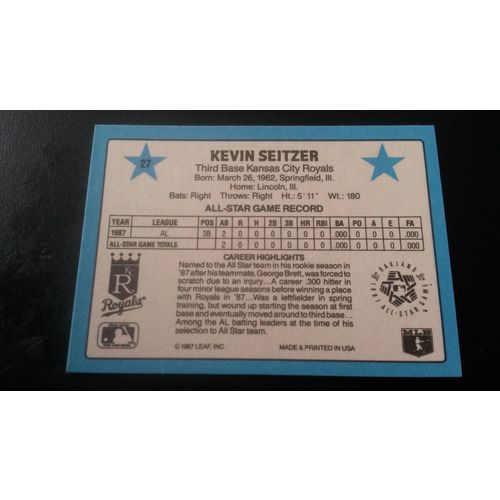 27
KEVIN SEITZER
Third Base Kansas City Royals
Born: March 26, 1962, Springfield, Ill.
Home: Lincoln, Ill.
Bats: Right Throws: Right Ht.: 5'11" Wt.: 180
ALL-STAR GAME RECORD
YEAR LEAGUE POS AB R H 2B 3B HR RBI BA PO A E FA
1987 AL 3B 2 0 0 0 0 0 0 .000 0 0 0 .000
ALL-STAR GAME TOTALS 2 0 0 0 0 0 0 .000 0 0 0 .000
CAREER HIGHLIGHTS
Named to the All Star team in his rookie season in
'87 after his teammate, George Brett, was forced to
scratch due to an injury...A career .300 hitter in
four minor league seasons before winning a place
with Royals in '87...Was a leftfielder in spring
training, but wound up starting the season at first
base and eventually moved around to third base...
Among the AL batting leaders at the time of his
selection to All Star team.
KC
R
Royals
OAKLAND
ALL-STAR
MLB
© 1987 LEAF, INC. MADE & PRINTED IN USA